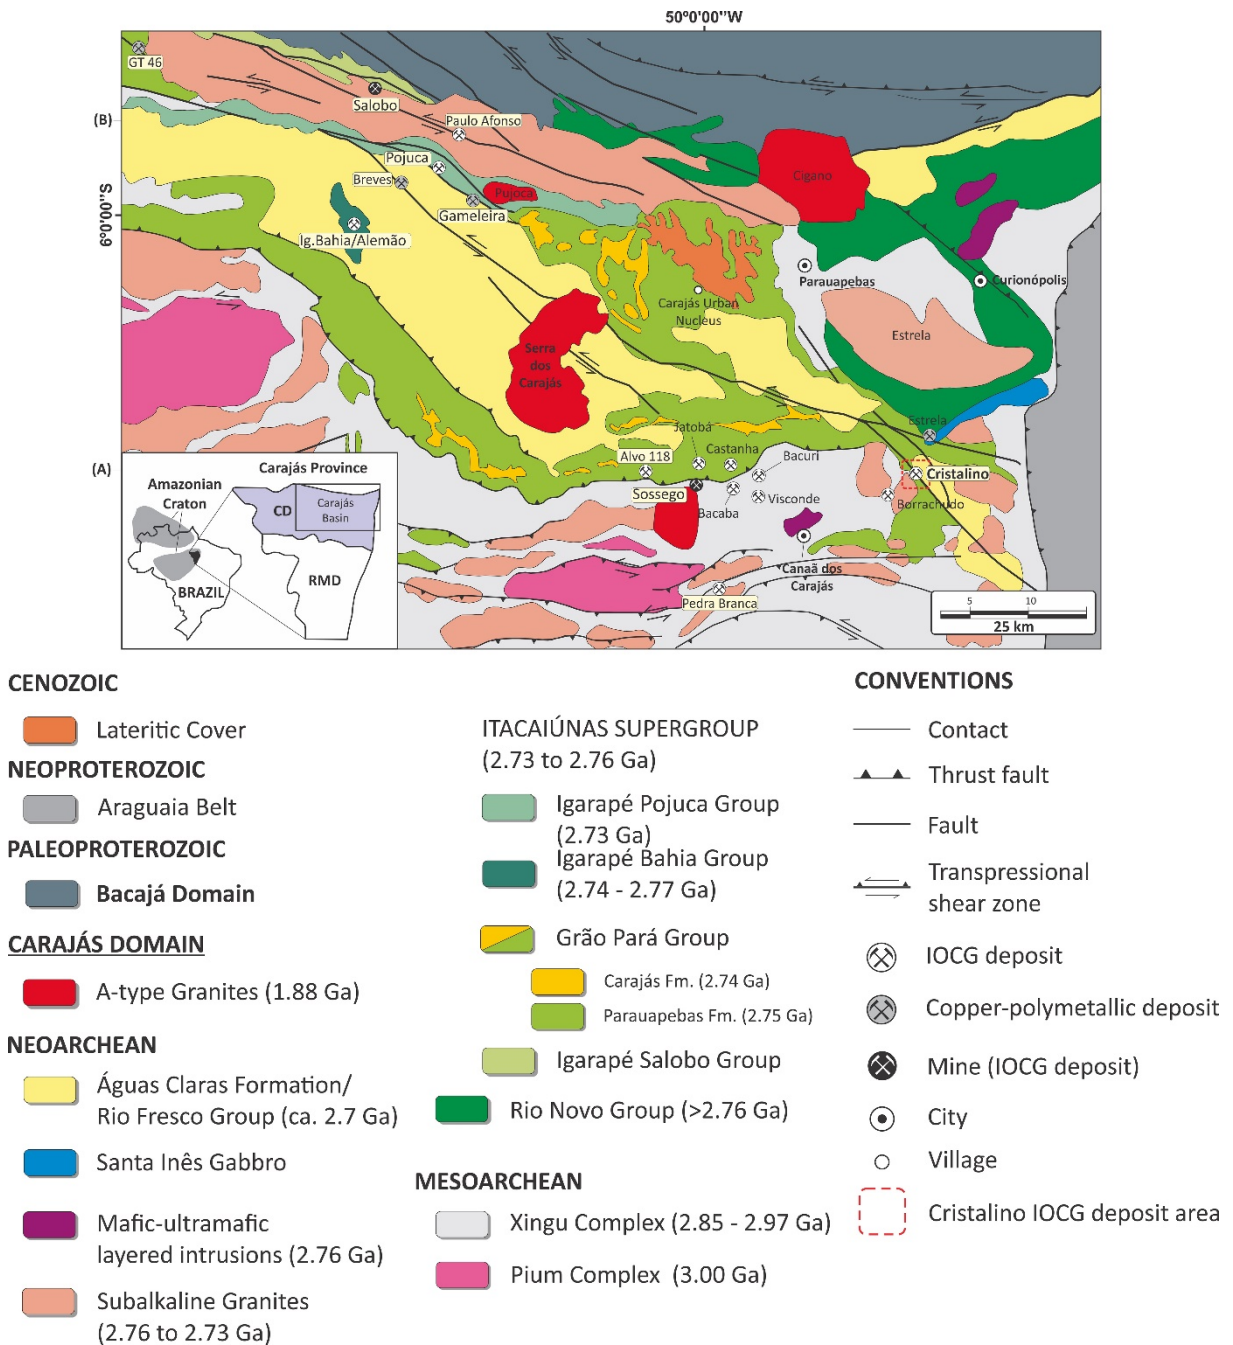 50º0'00''W
GT 46
Salobo
(B)
Paulo Afonso
Cigano
Pojuca
Breves
Pujoca
Gameleira
6º0'00''S
Ig.Bahia/Alemão
Parauapebas
Curionópolis
Carajás Urban
Nucleus
Estrela
Serra
dos
Carajás
Estrela
Jatobá
Castanha
Bacuri
(A)
Alvo 118
Cristalino
Sossego
Visconde
Borrachudo
Bacaba
Canaã dos
Carajás
Pedra Branca
Carajás Province
Amazonian
Craton
CD
Carajás
Basin
RMD
BRAZIL
5
10
25 km
CENOZOIC
Lateritic Cover
NEOPROTEROZOIC
Araguaia Belt
PALEOPROTEROZOIC
Bacajá Domain
CARAJÁS DOMAIN
A-type Granites (1.88 Ga)
NEOARCHEAN
Águas Claras Formation/
Rio Fresco Group (ca. 2.7 Ga)
Santa Inês Gabbro
Mafic-ultramafic
layered intrusions (2.76 Ga)
Subalkaline Granites
(2.76 to 2.73 Ga)
ITACAIÚNAS SUPERGROUP
(2.73 to 2.76 Ga)
Igarapé Pojuca Group
(2.73 Ga)
Igarapé Bahia Group
(2.74 - 2.77 Ga)
Grão Pará Group
Carajás Fm. (2.74 Ga)
Parauapebas Fm. (2.75 Ga)
Igarapé Salobo Group
Rio Novo Group (>2.76 Ga)
MESOARCHEAN
Xingu Complex (2.85 - 2.97 Ga)
Pium Complex (3.00 Ga)
CONVENTIONS
Contact
Thrust fault
Fault
Transpressional
shear zone
IOCG deposit
Copper-polymetallic deposit
Mine (IOCG deposit)
City
Village
Cristalino IOCG deposit area